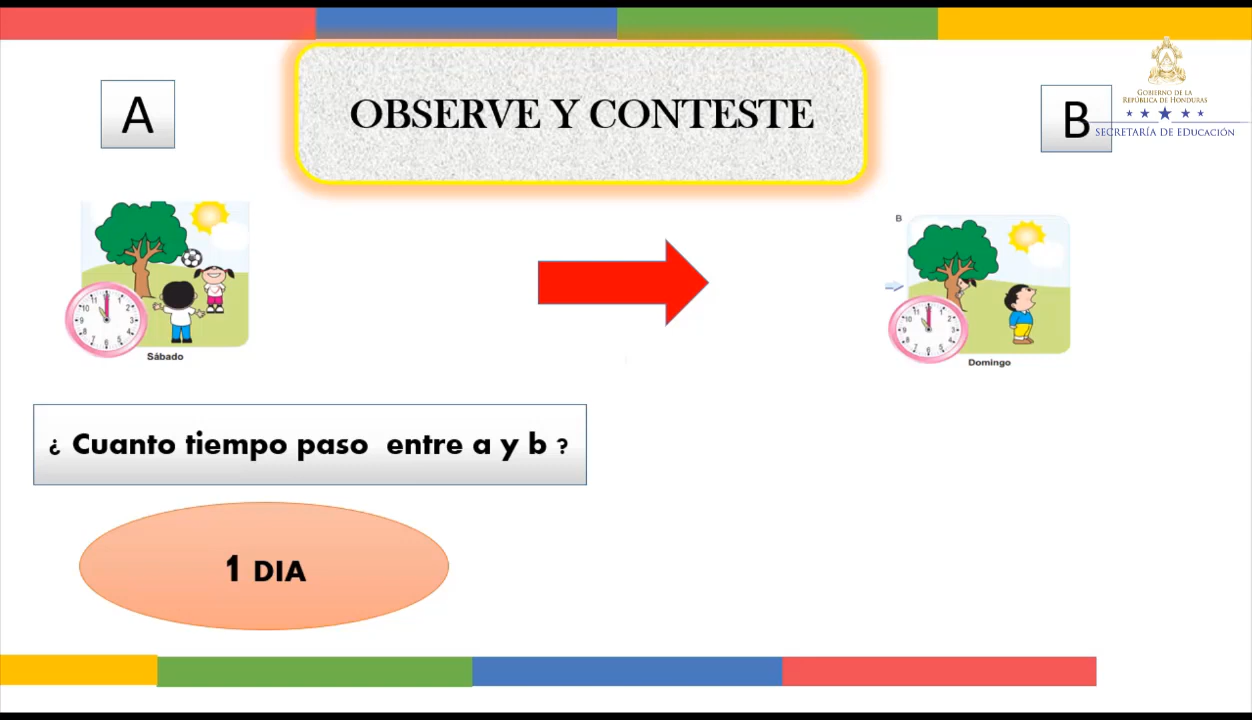 A
OBSERVE Y CONTESTE
B
GOBIERNO DE LA
REPÚBLICA DE HONDURAS
SECRETARÍA DE EDUCACIÓN
Sábado
B
Domingo
¿ Cuanto tiempo paso entre a y b ?
1 DIA